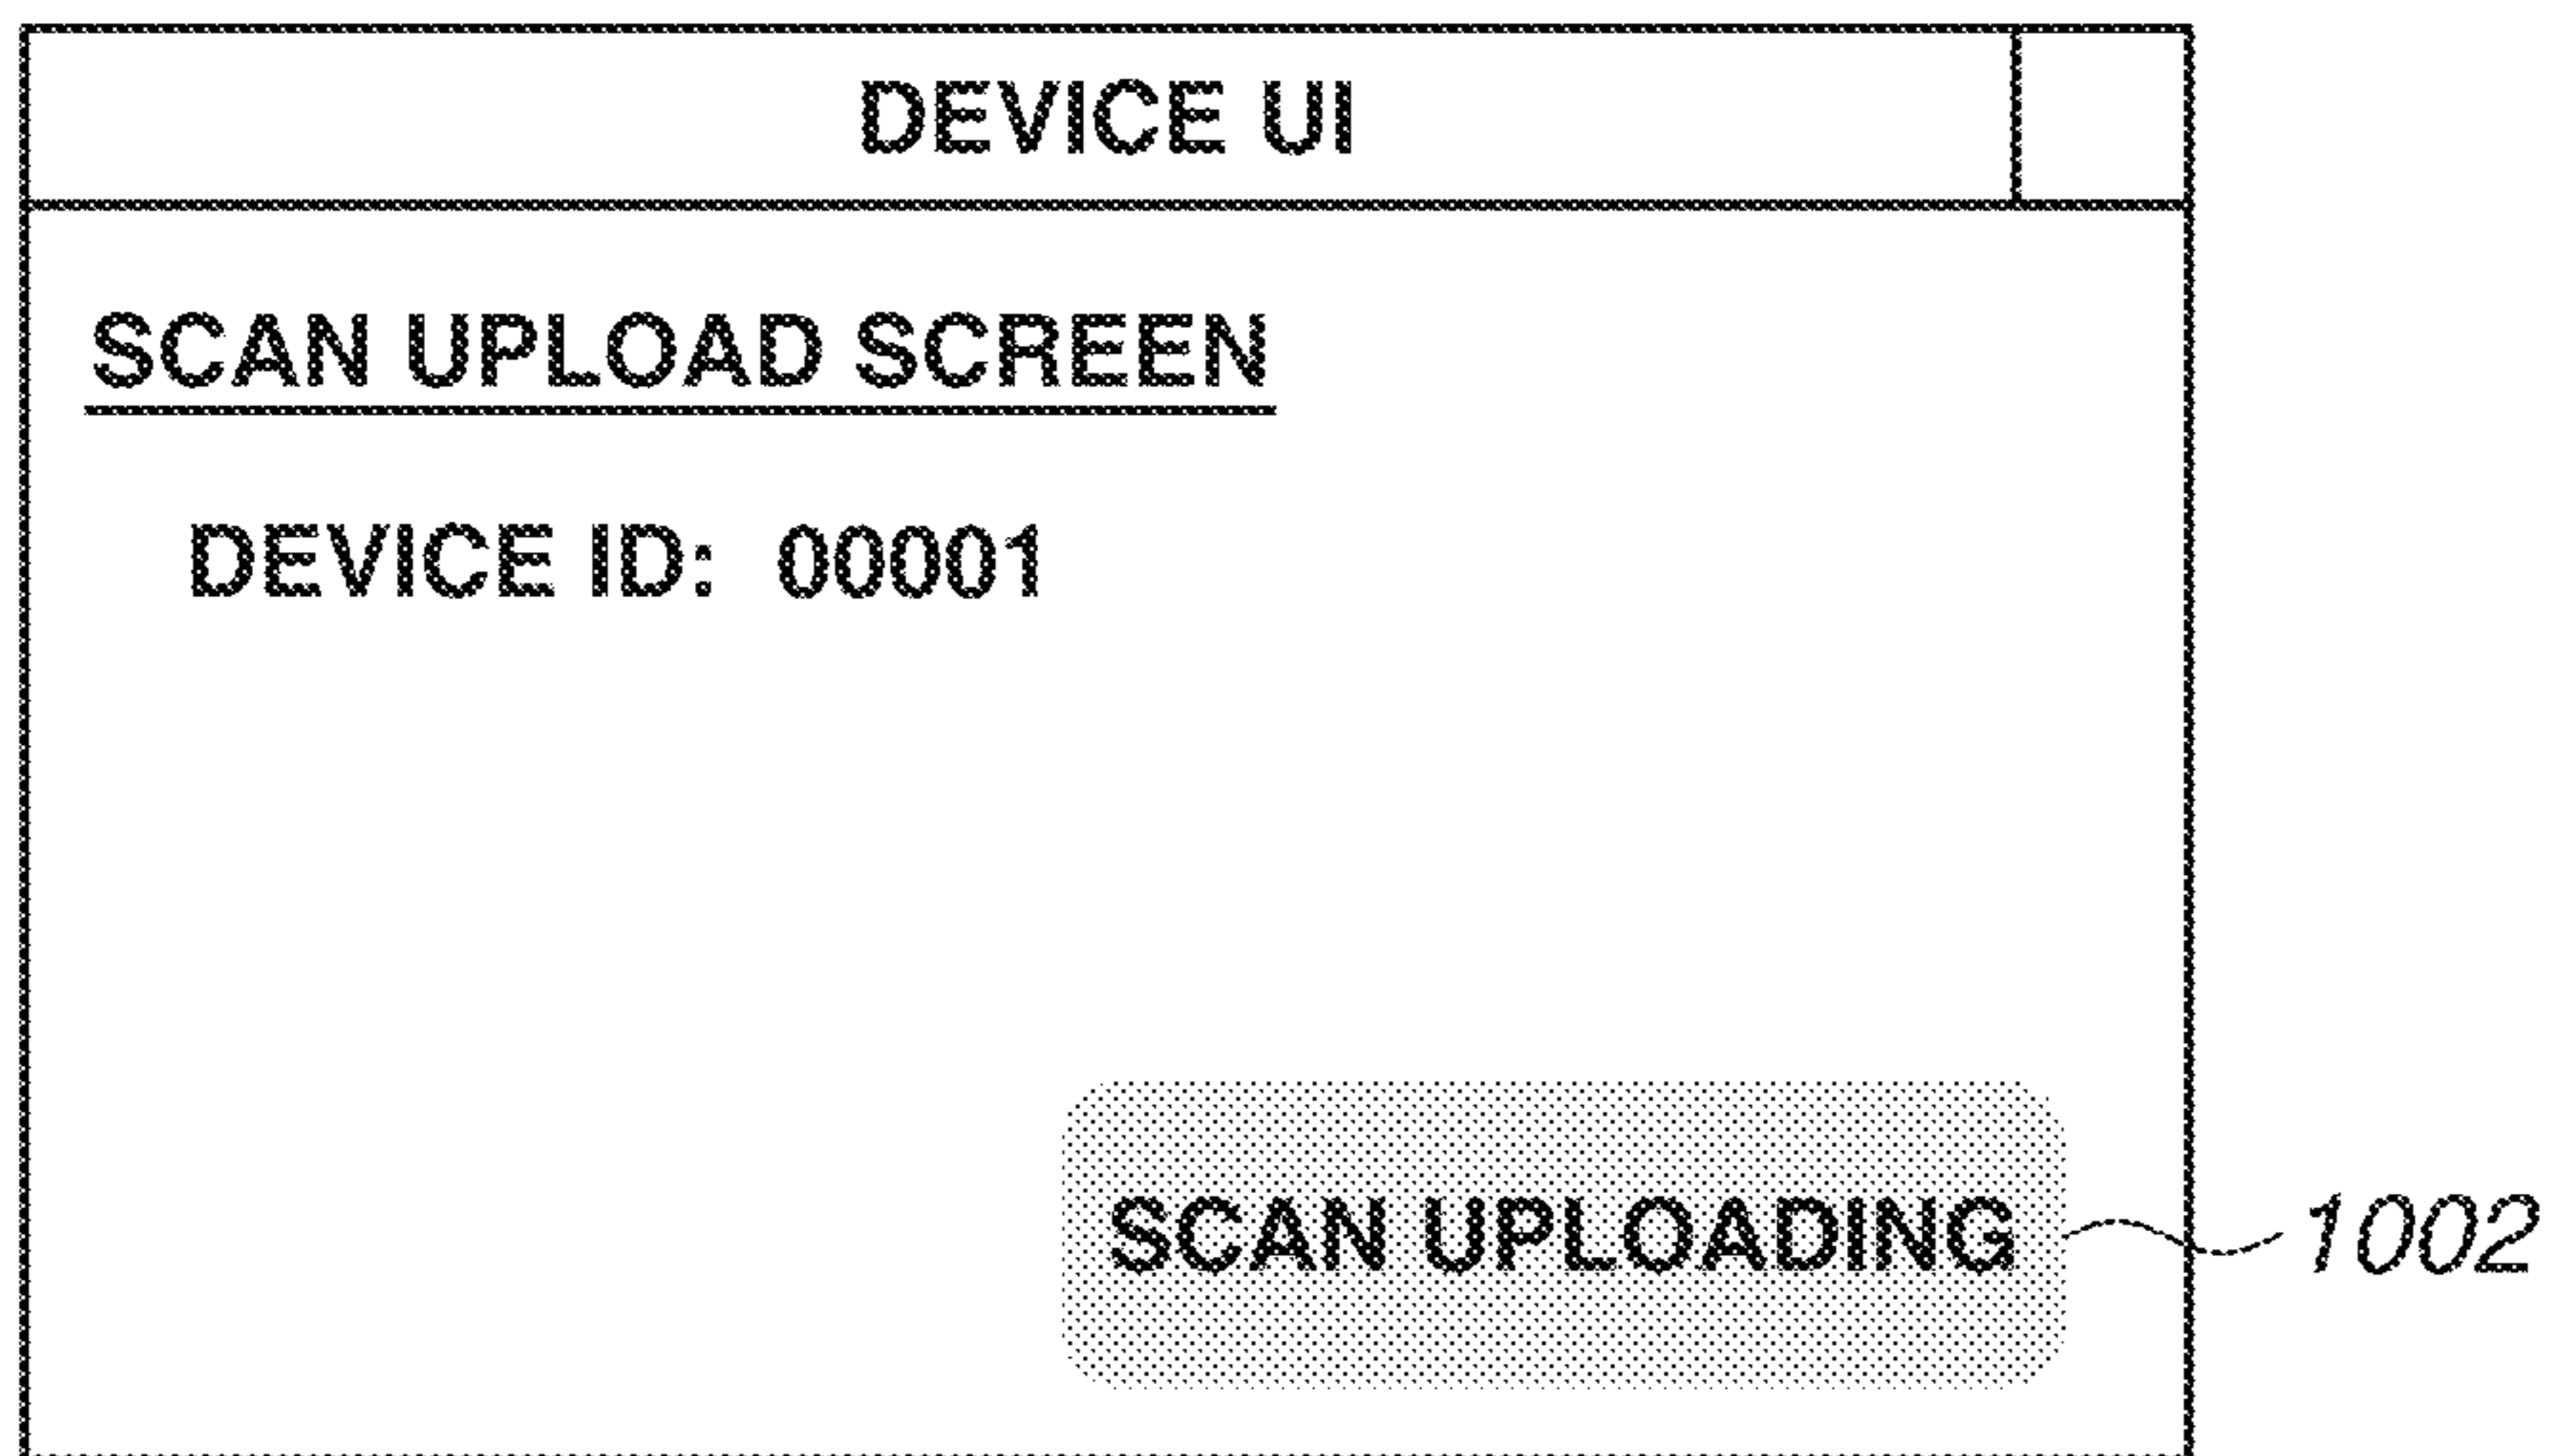 DEVICE UI
SCAN UPLOAD SCREEN
DEVICE ID: 00001
SCAN UPLOADING
1002